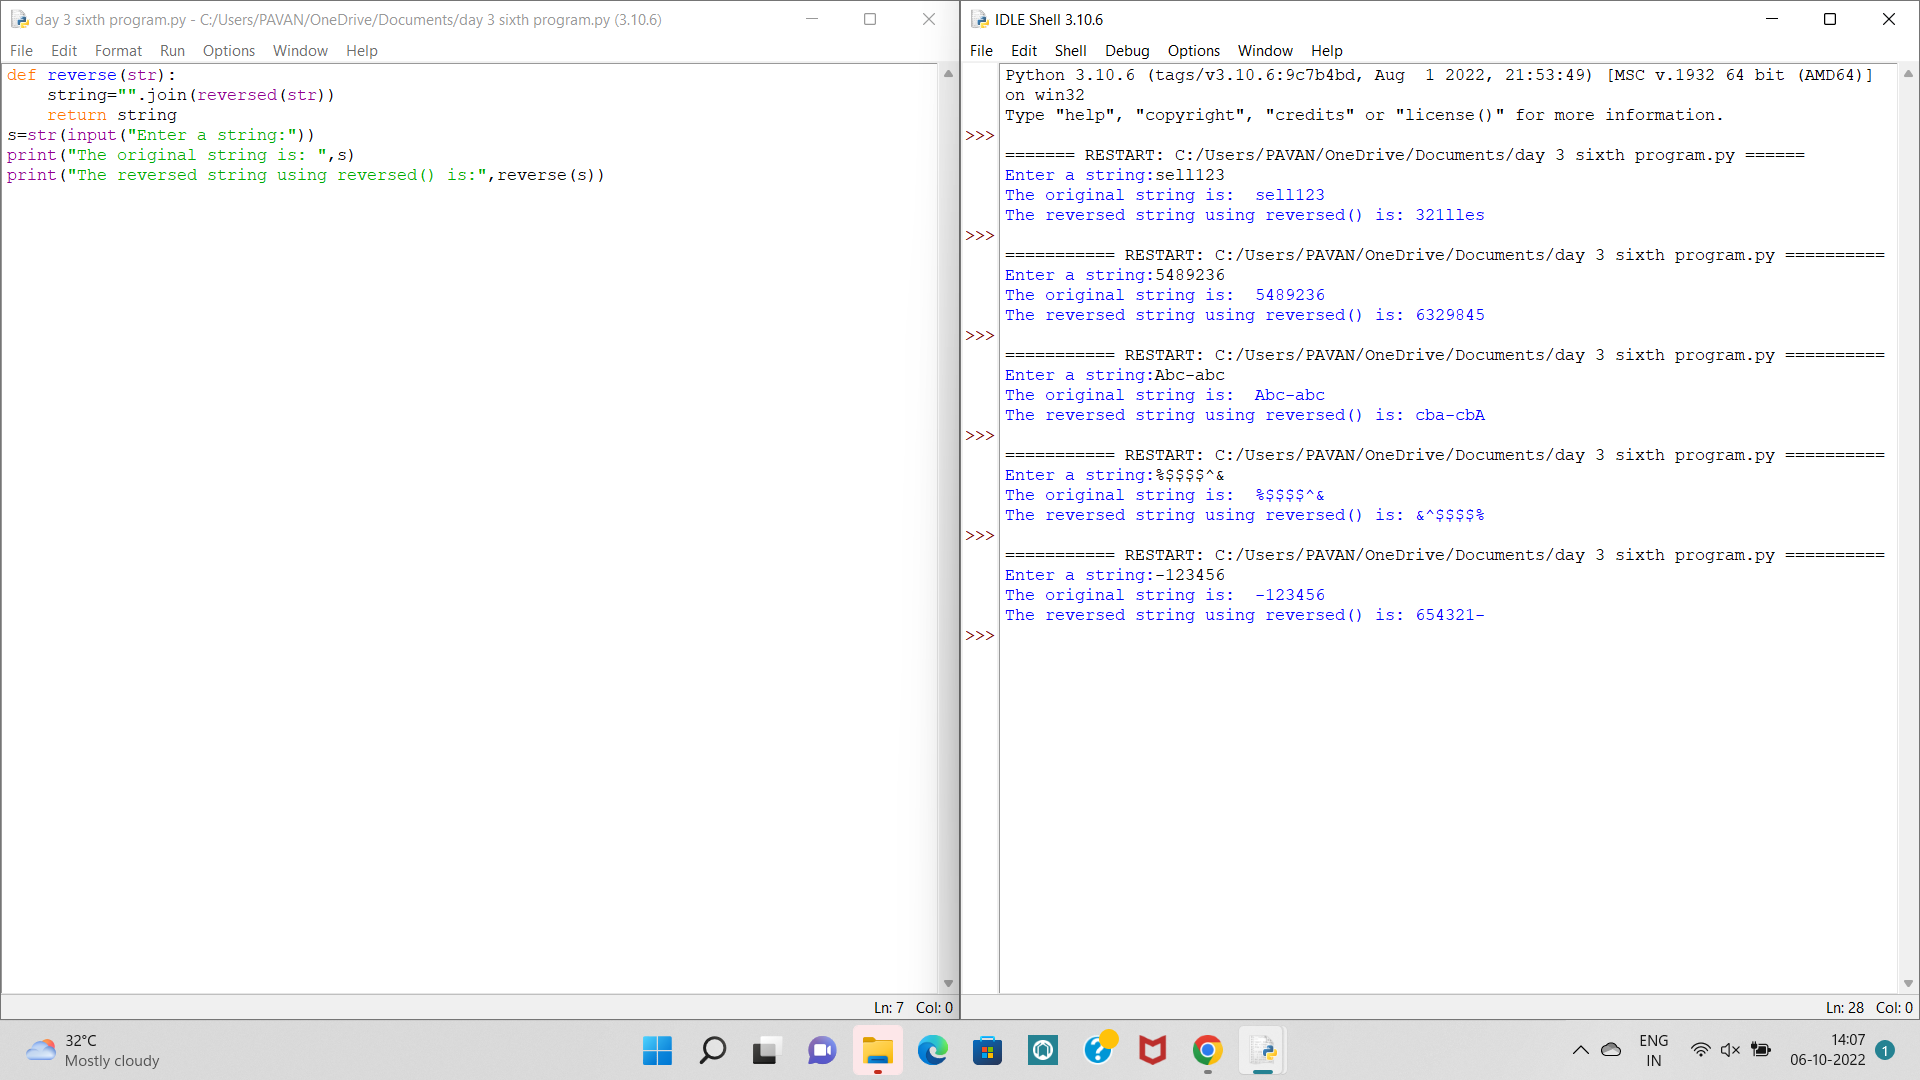 day 3 sixth program.py - C:/Users/PAVAN/OneDrive/Documents/day 3 sixth program.py (3.10.6)
File Edit Format Run Options Window Help
def reverse(str):
    string="".join(reversed(str))
    return string
s=str(input("Enter a string:"))
print("The original string is: ",s)
print("The reversed string using reversed() is:",reverse(s))
Ln: 7 Col: 0
IDLE Shell 3.10.6
File Edit Shell Debug Options Window Help
Python 3.10.6 (tags/v3.10.6:9c7b4bd, Aug  1 2022, 21:53:49) [MSC v.1932 64 bit (AMD64)]
on win32
Type "help", "copyright", "credits" or "license()" for more information.
>>>
======= RESTART: C:/Users/PAVAN/OneDrive/Documents/day 3 sixth program.py ======
Enter a string:sell123
The original string is:  sell123
The reversed string using reversed() is: 321lles
>>>
=========== RESTART: C:/Users/PAVAN/OneDrive/Documents/day 3 sixth program.py ==========
Enter a string:5489236
The original string is:  5489236
The reversed string using reversed() is: 6329845
>>>
=========== RESTART: C:/Users/PAVAN/OneDrive/Documents/day 3 sixth program.py ==========
Enter a string:Abc-abc
The original string is:  Abc-abc
The reversed string using reversed() is: cba-cbA
>>>
=========== RESTART: C:/Users/PAVAN/OneDrive/Documents/day 3 sixth program.py ==========
Enter a string:%$$$$^&
The original string is:  %$$$$^&
The reversed string using reversed() is: &^$$$$%
>>>
=========== RESTART: C:/Users/PAVAN/OneDrive/Documents/day 3 sixth program.py ==========
Enter a string:-123456
The original string is:  -123456
The reversed string using reversed() is: 654321-
>>>
Ln: 28 Col: 0
32°C
Mostly cloudy
ENG
IN
14:07
06-10-2022
1